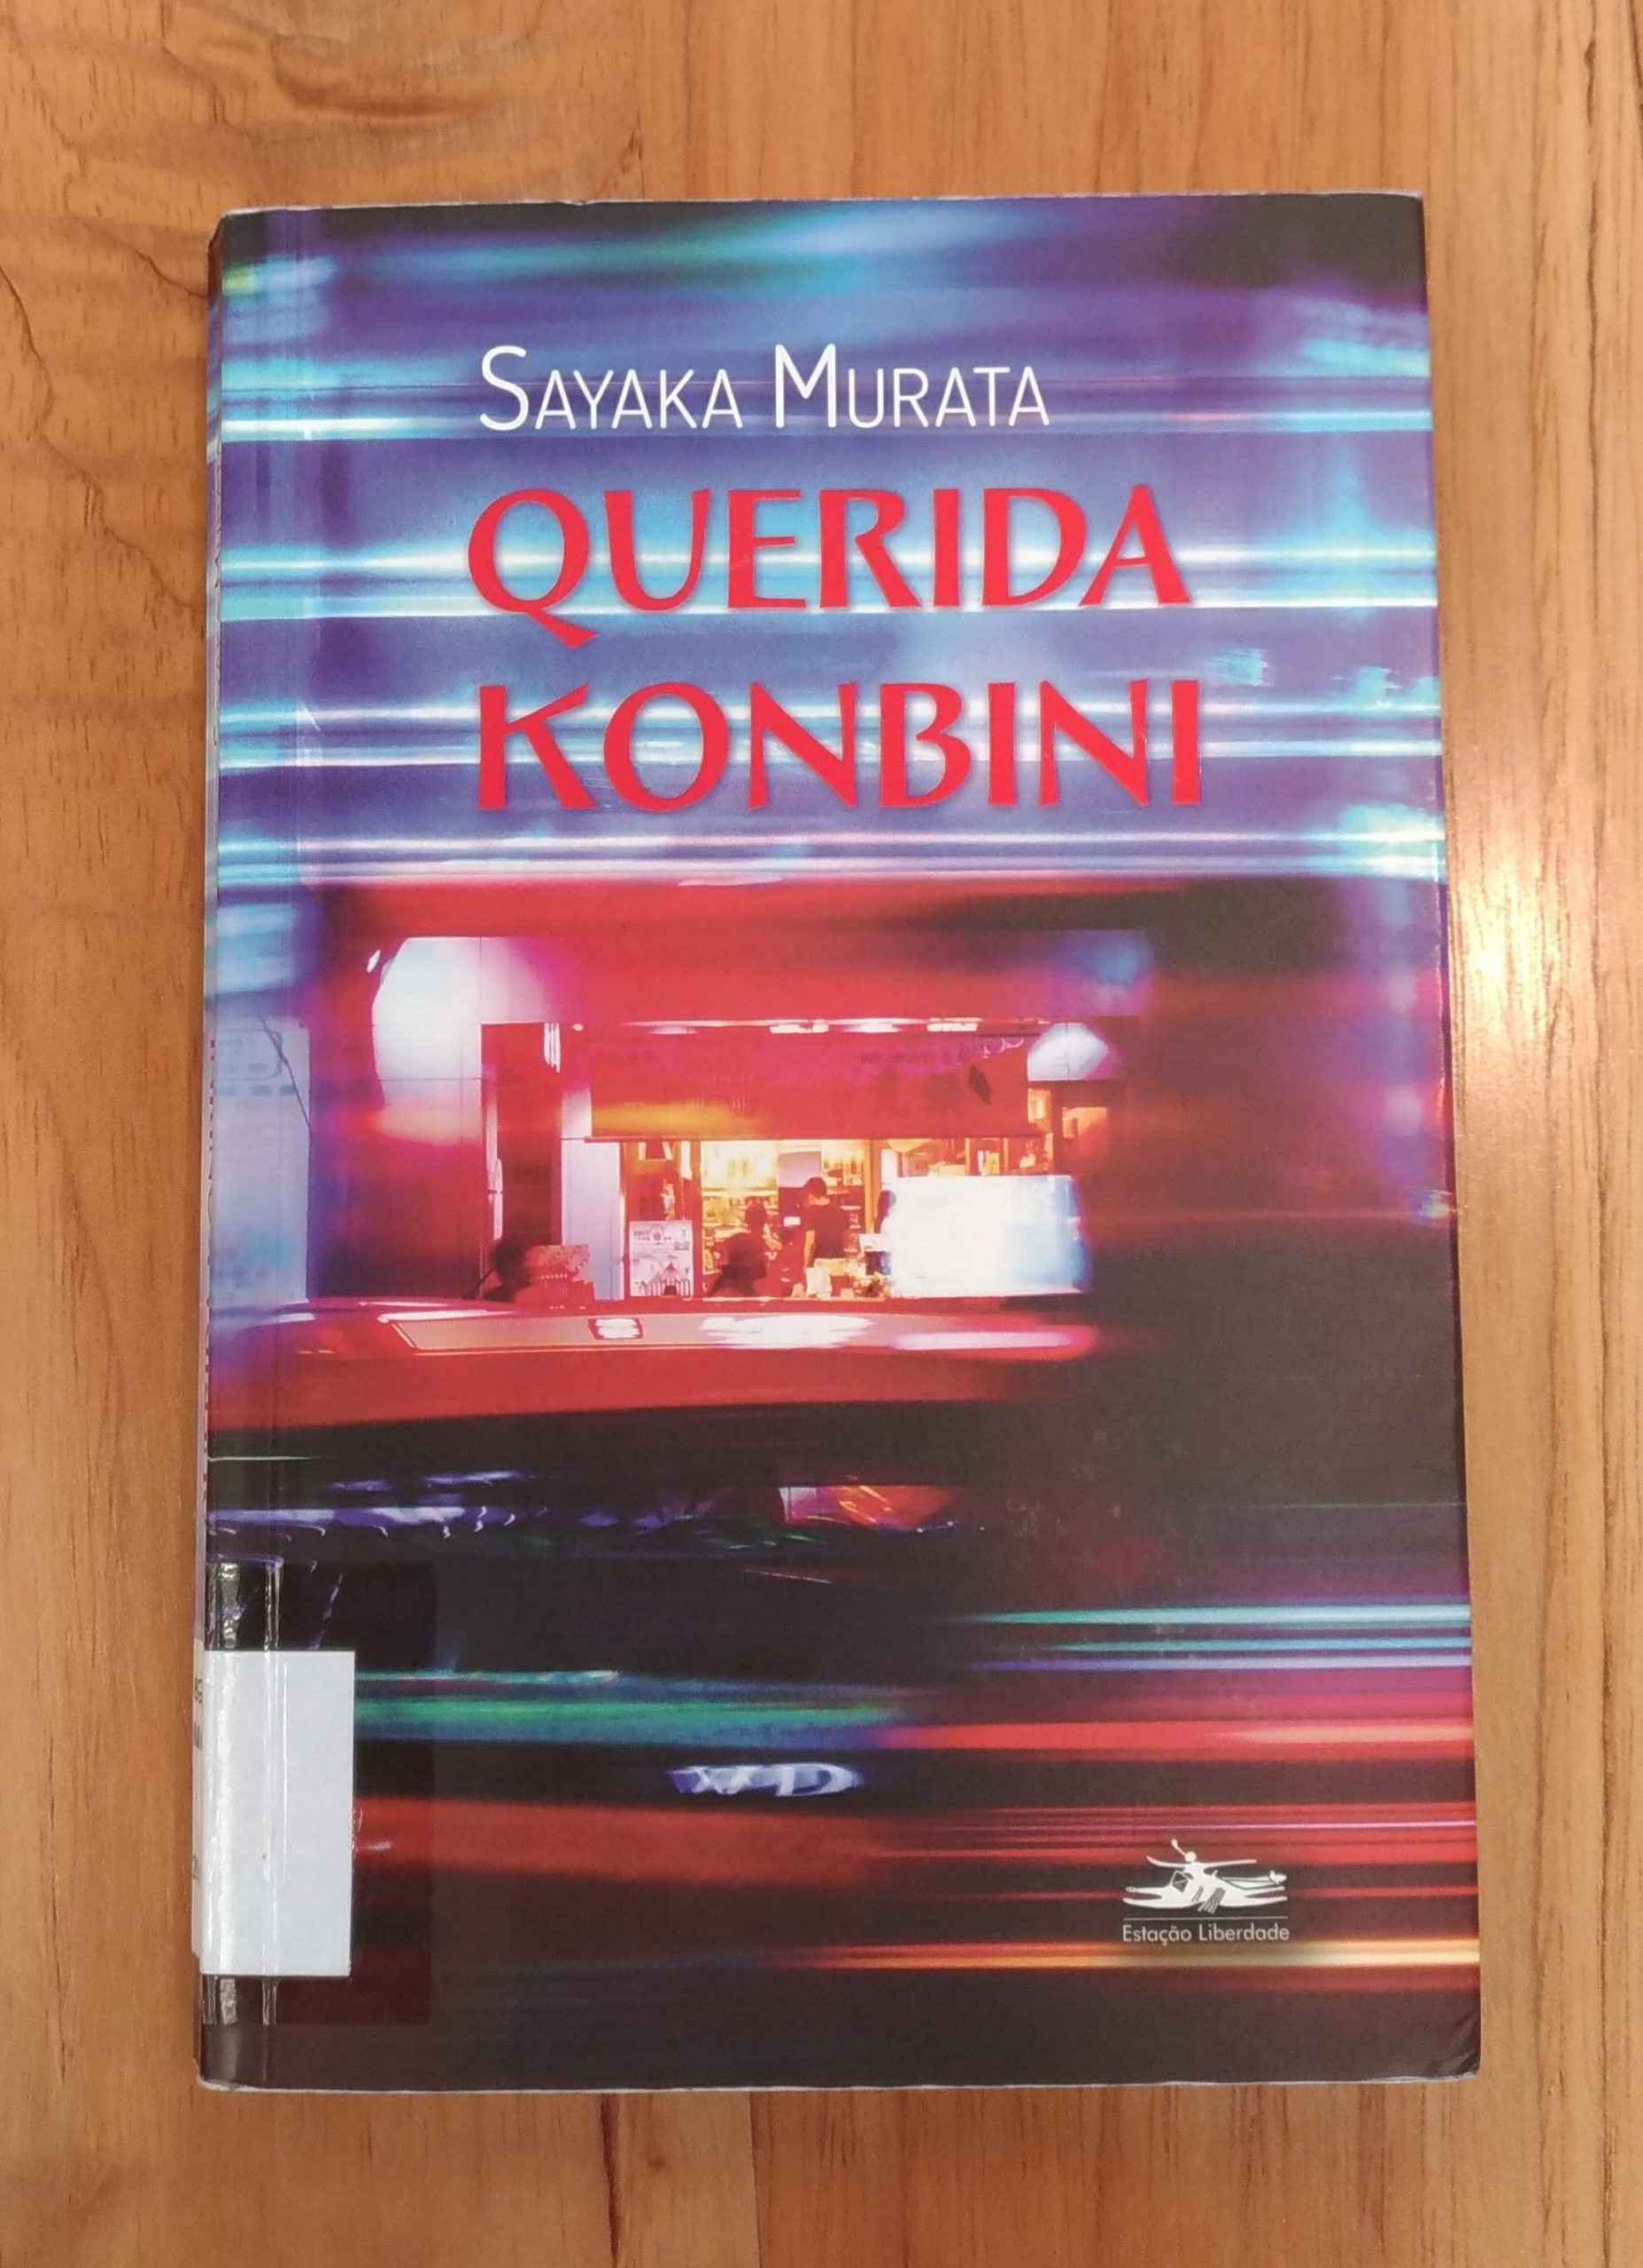 SAYAKA MURATA
QUERIDA
KONBINI
Estação Liberdade